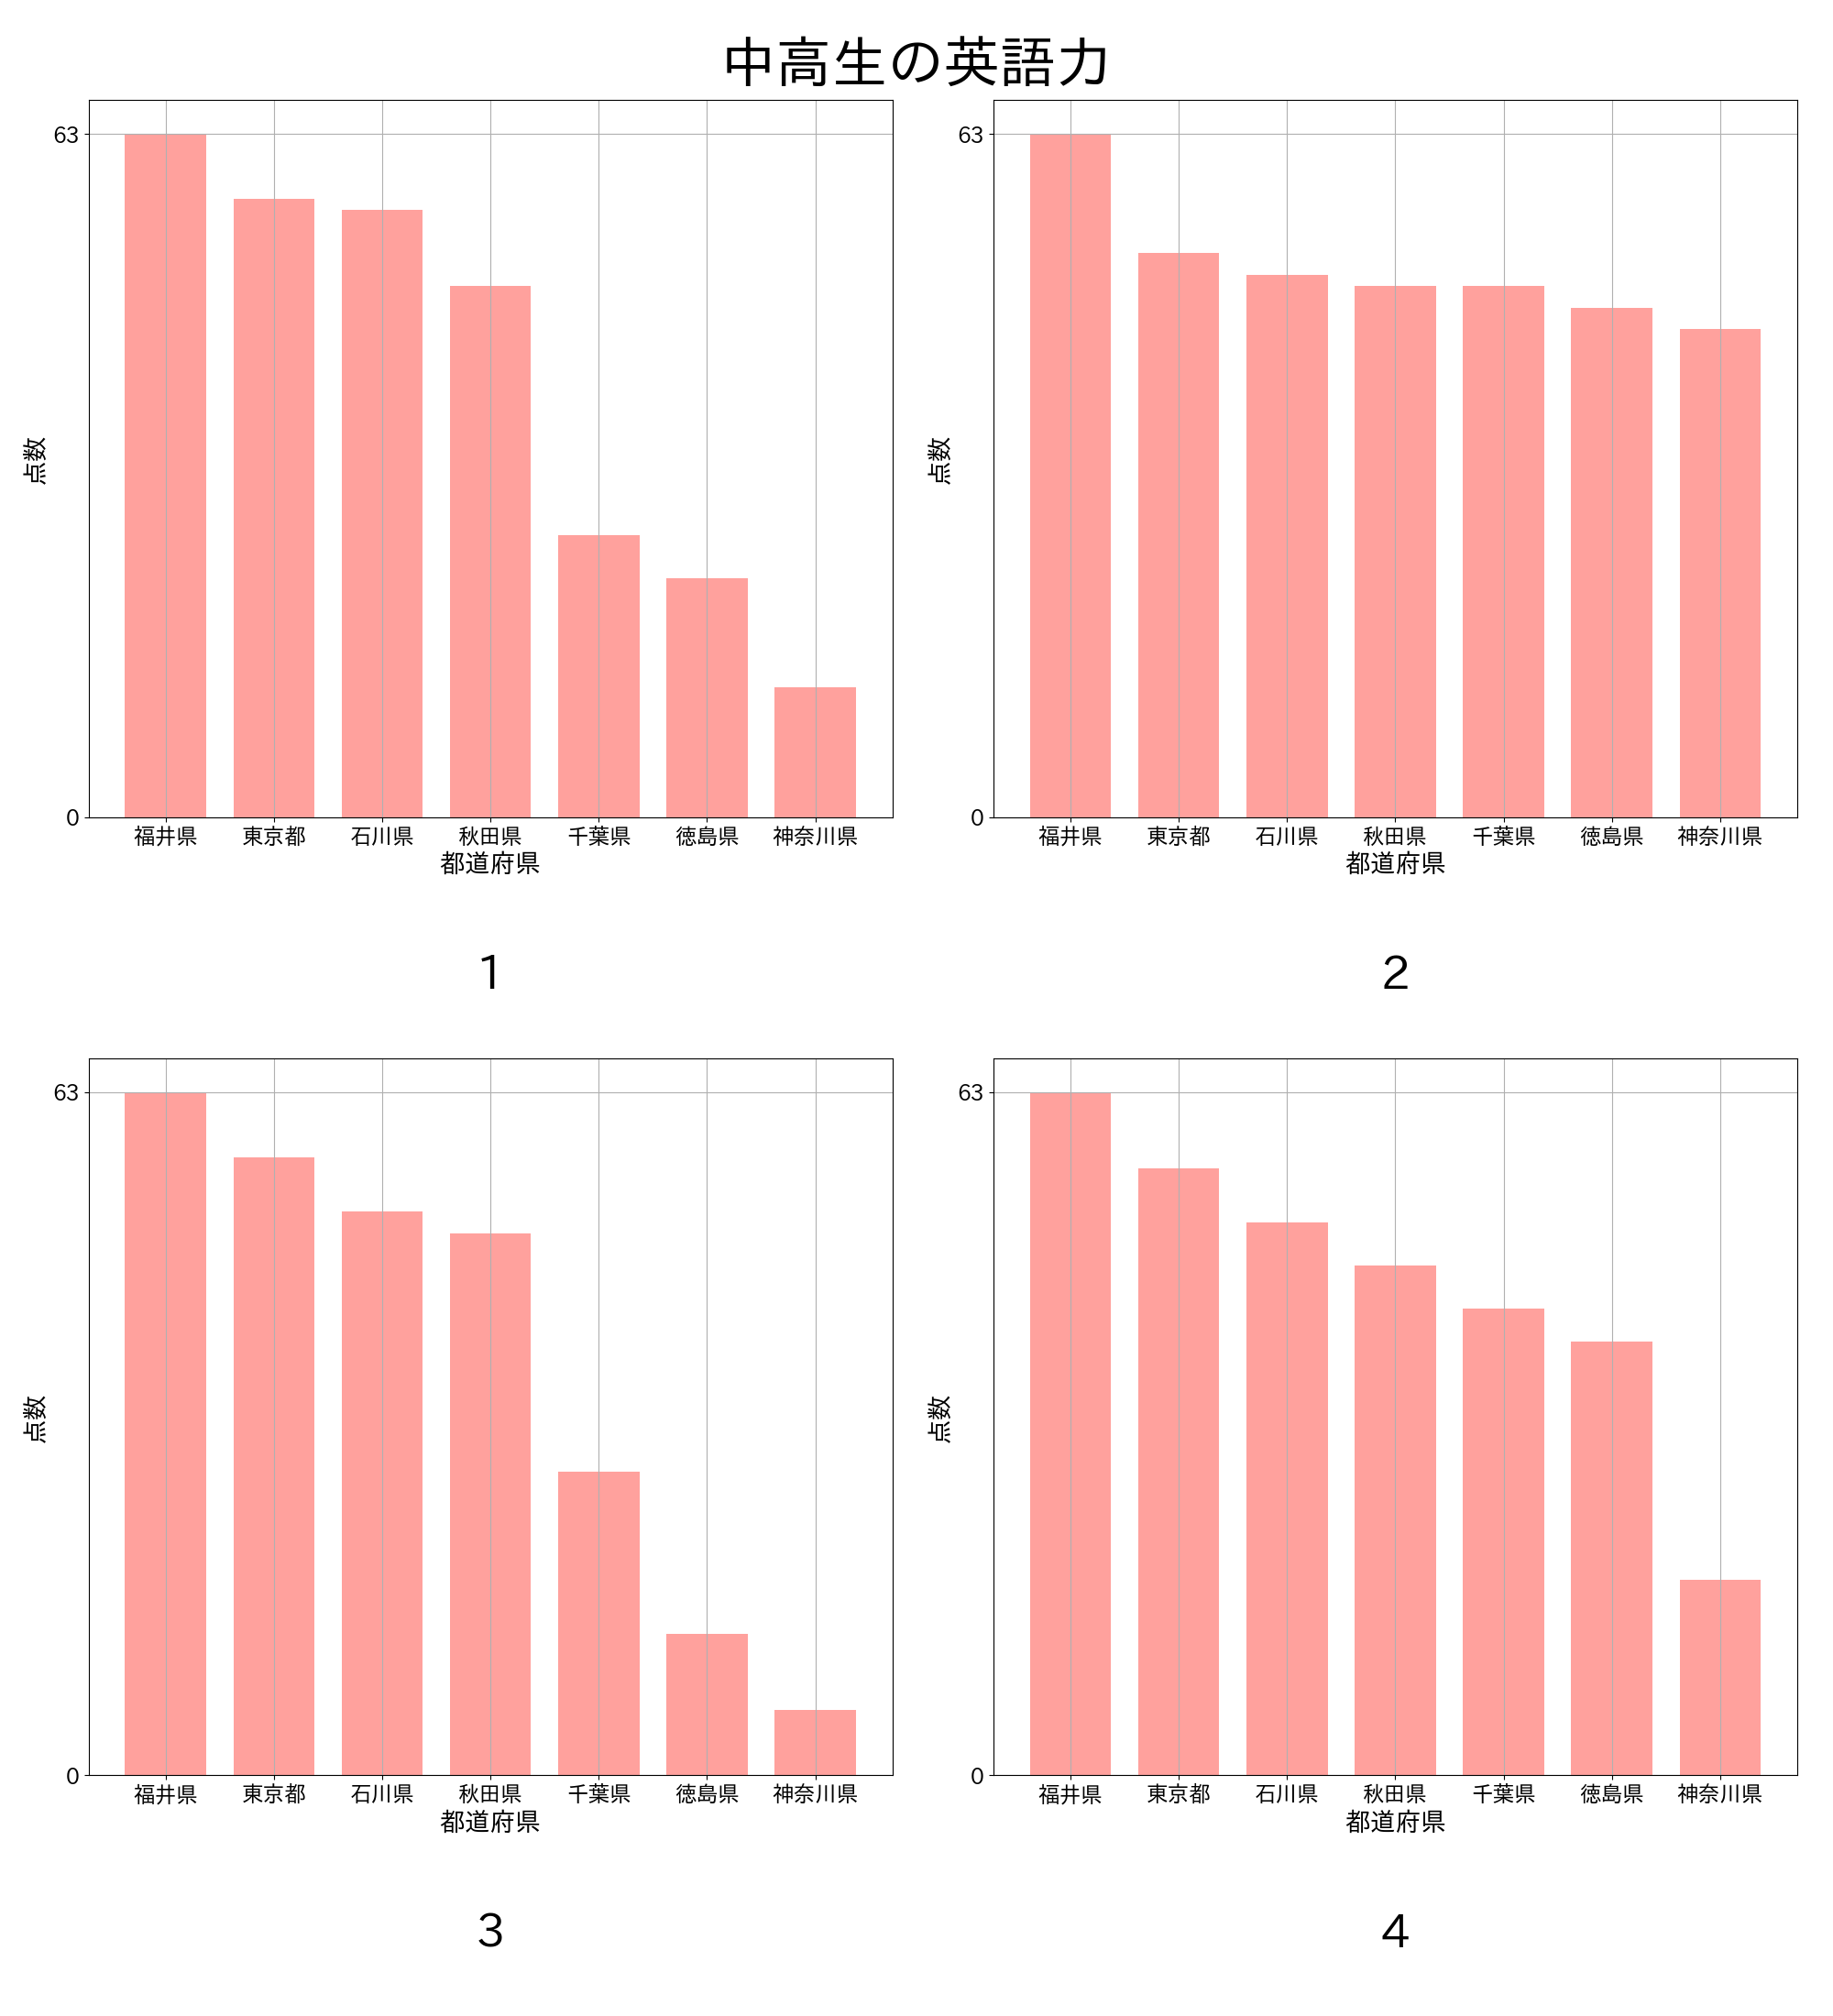 中高生の英語力
63
0
点数
福井県 東京都 石川県 秋田県 千葉県 徳島県 神奈川県
都道府県
1
63
0
点数
福井県 東京都 石川県 秋田県 千葉県 徳島県 神奈川県
都道府県
2
63
0
点数
福井県 東京都 石川県 秋田県 千葉県 徳島県 神奈川県
都道府県
3
63
0
点数
福井県 東京都 石川県 秋田県 千葉県 徳島県 神奈川県
都道府県
4